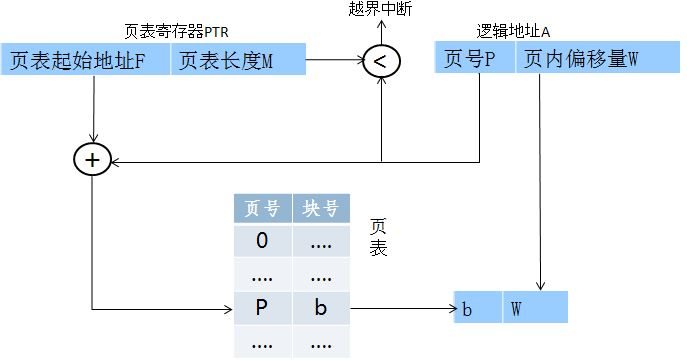 越界中断
页表寄存器PTR
逻辑地址A
页表起始地址F 页表长度M
<
页号P 页内偏移量W
+
页号 块号
0 ....
.... ....
P b
.... ....
页表
b W